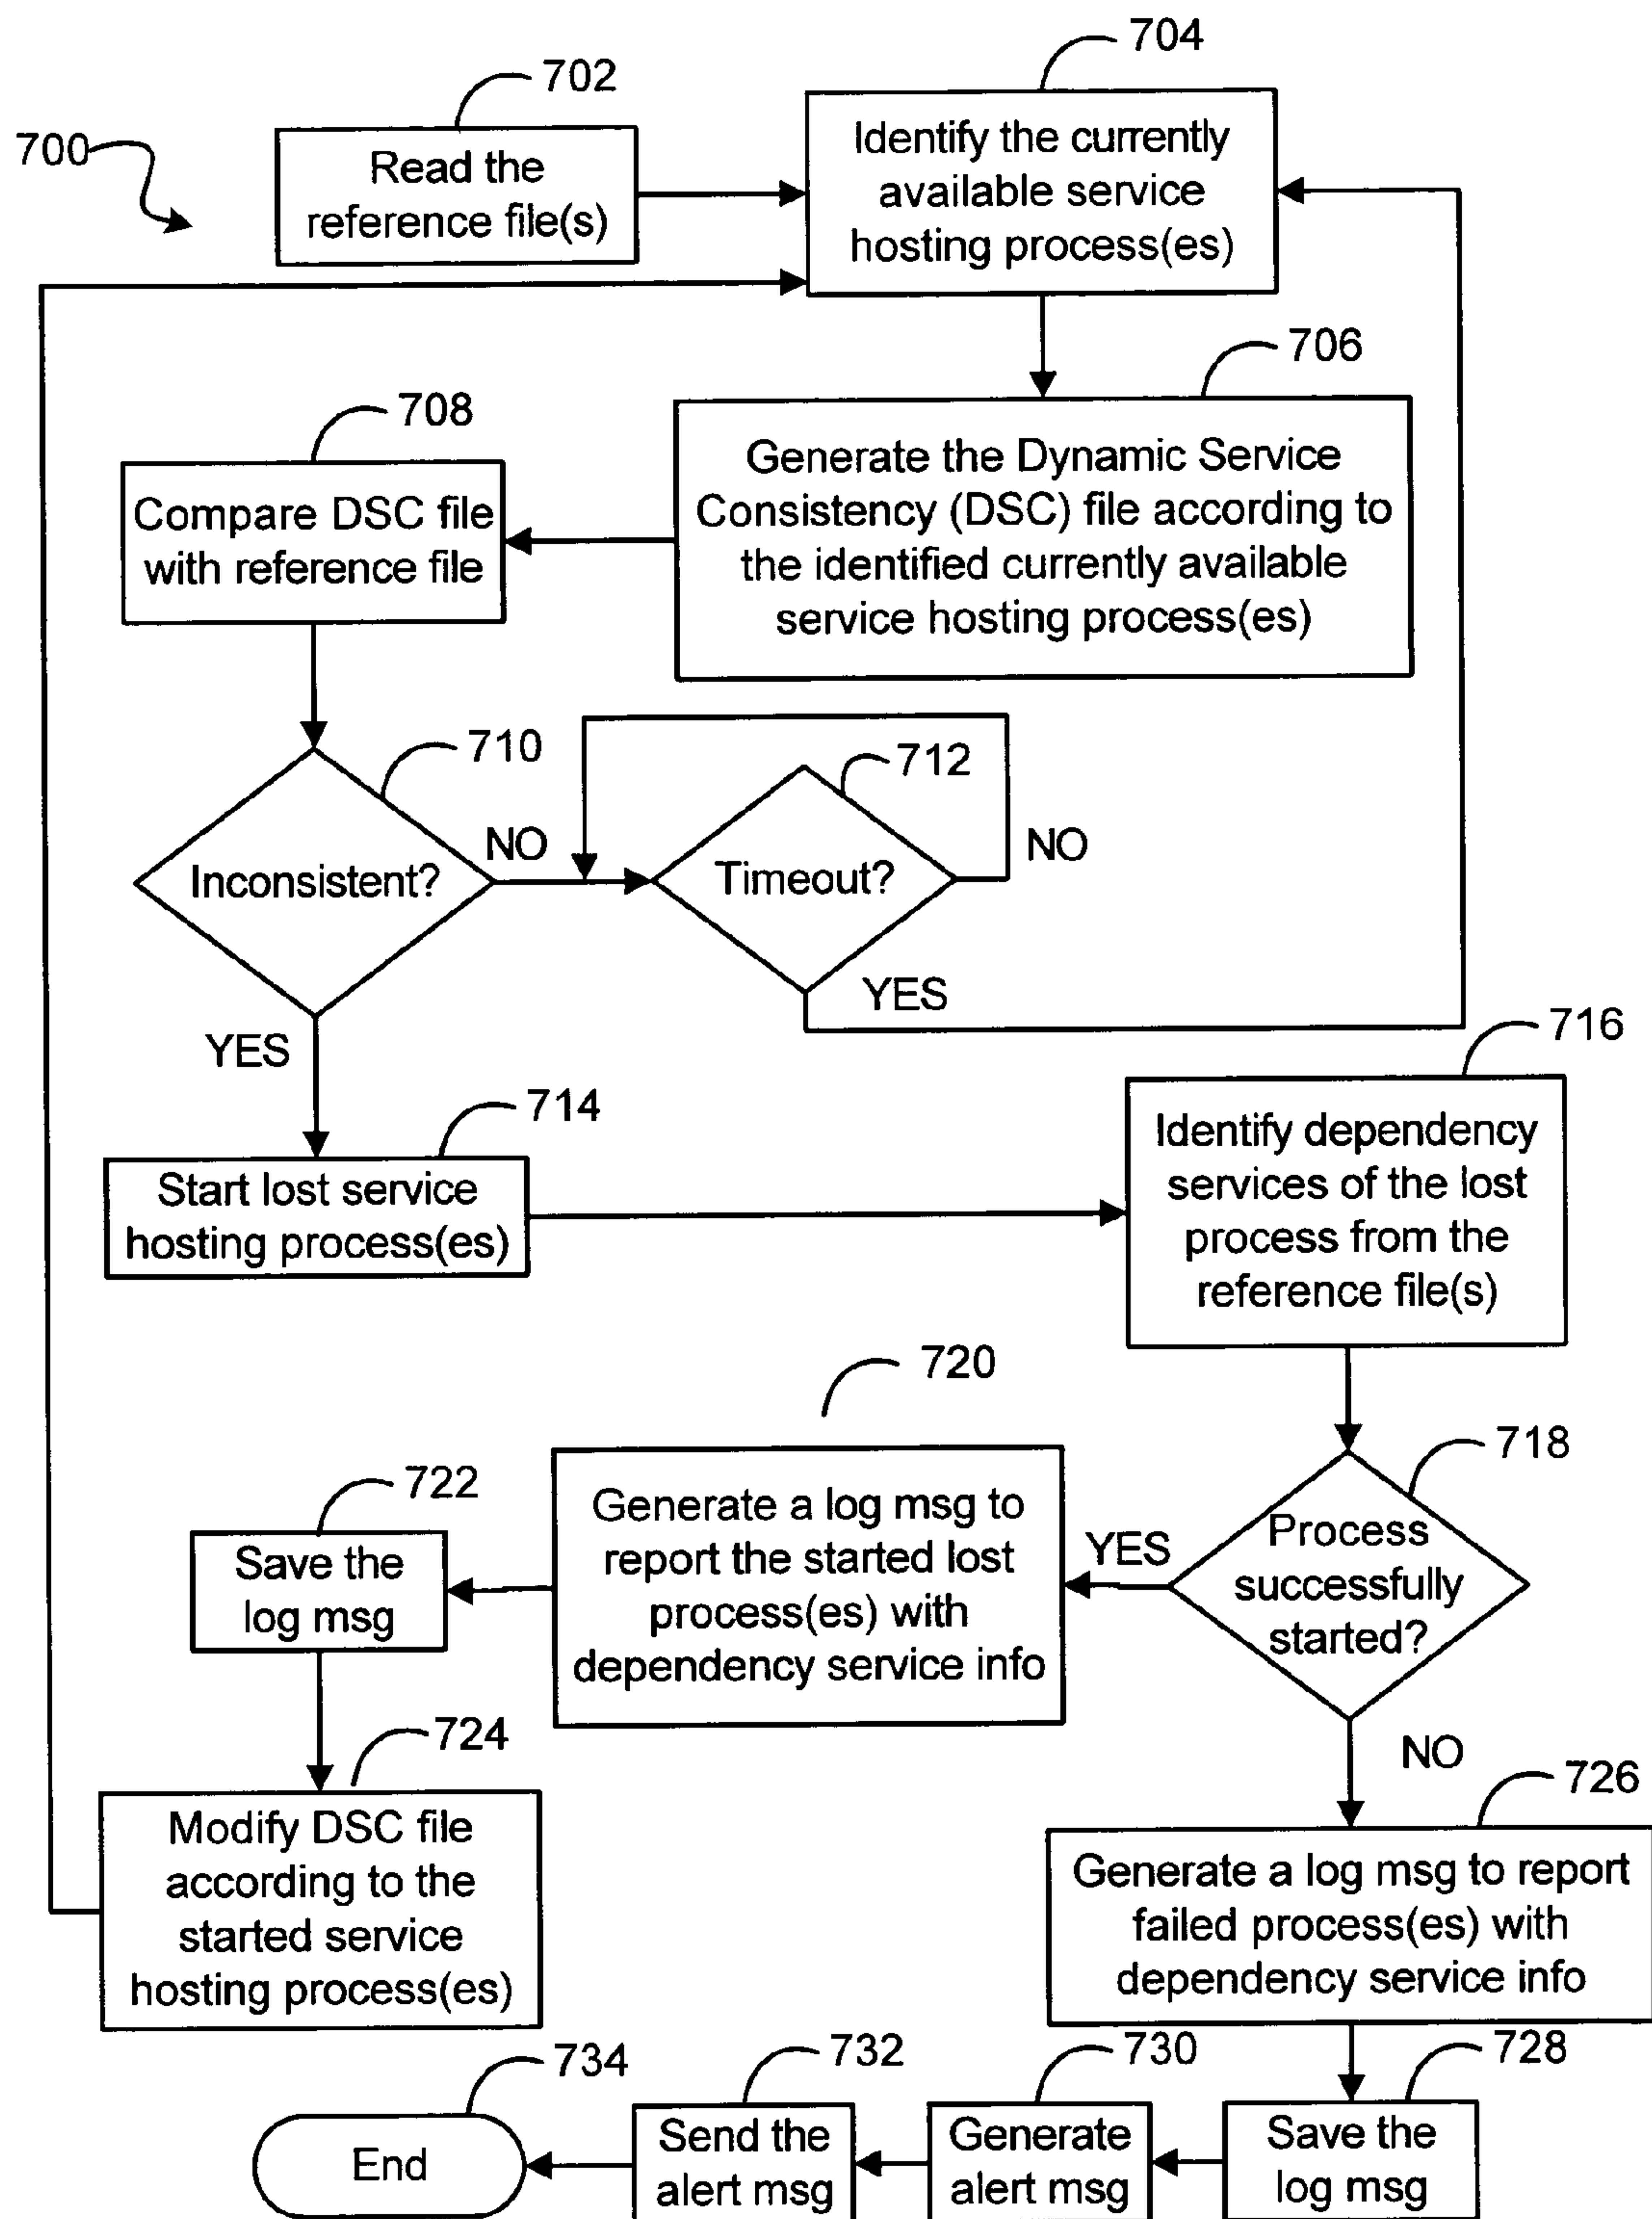 700
702
Read the
reference file(s)
704
Identify the currently
available service
hosting process(es)
706
Generate the Dynamic Service
Consistency (DSC) file according to
the identified currently available
service hosting process(es)
708
Compare DSC file
with reference file
710
Inconsistent?
NO
712
Timeout?
NO
YES
YES
714
Start lost service
hosting process(es)
716
Identify dependency
services of the lost
process from the
reference file(s)
718
Process
successfully
started?
YES
NO
720
Generate a log msg to
report the started lost
process(es) with
dependency service info
722
Save the
log msg
724
Modify DSC file
according to the
started service
hosting process(es)
726
Generate a log msg to report
failed process(es) with
dependency service info
728
Save the
log msg
730
Generate
alert msg
732
Send the
alert msg
734
End